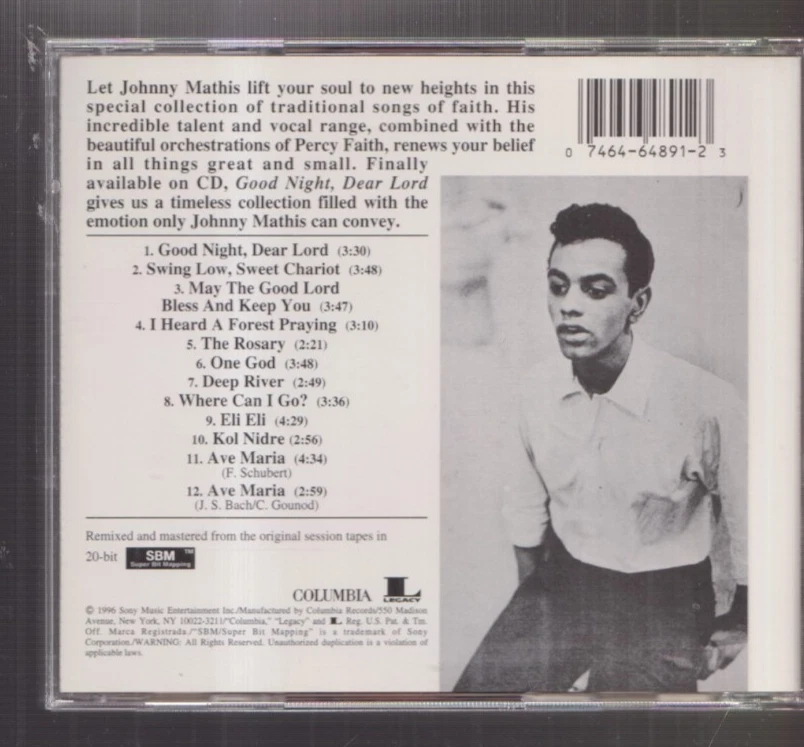 Let Johnny Mathis lift your soul to new heights in this
special collection of traditional songs of faith. His
incredible talent and vocal range, combined with the
beautiful orchestrations of Percy Faith, renews your belief
in all things great and small. Finally
available on CD, Good Night, Dear Lord
gives us a timeless collection filled with the
emotion only Johnny Mathis can convey.
0 7464-64891-2 3
1. Good Night, Dear Lord (3:30)
2. Swing Low, Sweet Chariot (3:48)
3. May The Good Lord
Bless And Keep You (3:47)
4. I Heard A Forest Praying (3:10)
5. The Rosary (2:21)
6. One God (3:48)
7. Deep River (2:49)
8. Where Can I Go? (3:36)
9. Eli Eli (4:29)
10. Kol Nidre (2:56)
11. Ave Maria (4:34)
(F. Schubert)
12. Ave Maria (2:59)
(J. S. Bach/C. Gounod)
Remixed and mastered from the original session tapes in
20-bit SBM™
Super Bit Mapping
COLUMBIA L
LEGACY
© 1996 Sony Music Entertainment Inc./Manufactured by Columbia Records/550 Madison
Avenue, New York, NY 10022-3211/"Columbia," "Legacy" and L Reg. U.S. Pat. & Tm.
Off. Marca Registrada./"SBM/Super Bit Mapping" is a trademark of Sony
Corporation./WARNING: All Rights Reserved. Unauthorized duplication is a violation of
applicable laws.